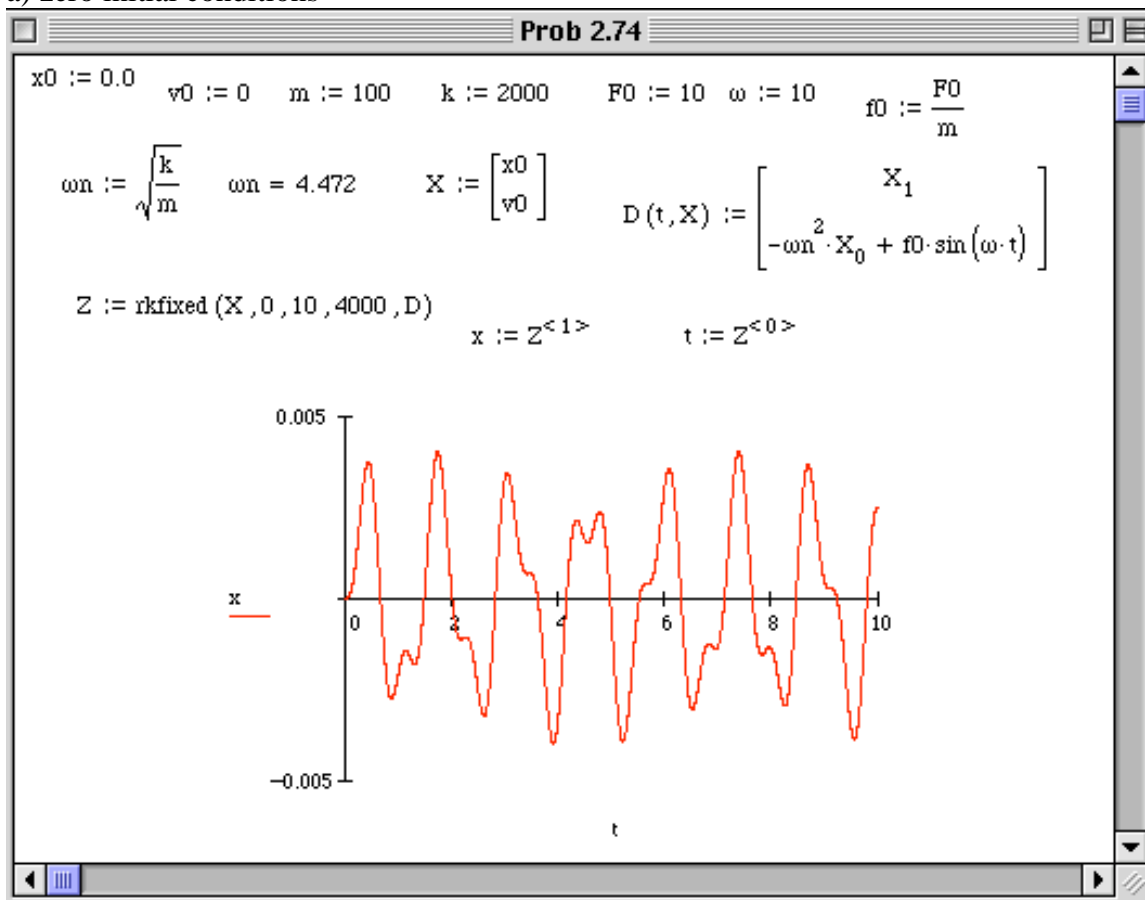 a) zero initial conditions
Prob 2.74
x0 := 0.0 v0 := 0 m := 100 k := 2000 F0 := 10 ω := 10 f0 := F0/m
ωn := √(k/m) ωn = 4.472 X := [x0 v0] D(t,X) := [X₁ -ωn²·X₀ + f0·sin(ω·t)]
Z := rkfixed(X,0,10,4000,D)
x := Z^<1> t := Z^<0>
0.005
x
0 2 4 6 8 10
−0.005
t